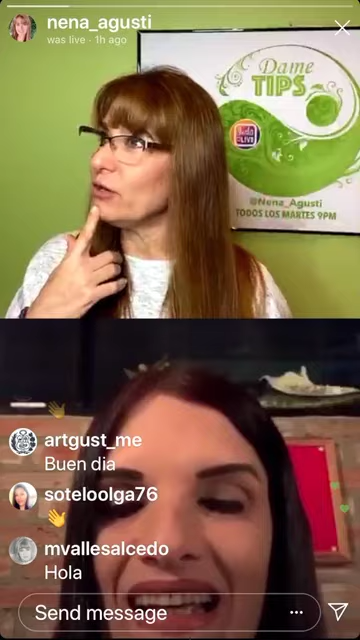 nena_agusti
was live · 1h ago
Dame
TIPS
LIVE
@Nena_Agusti
TODOS LOS MARTES 9PM
artgust_me
Buen dia
soteloolga76
👋
mvallesalcedo
Hola
Send message